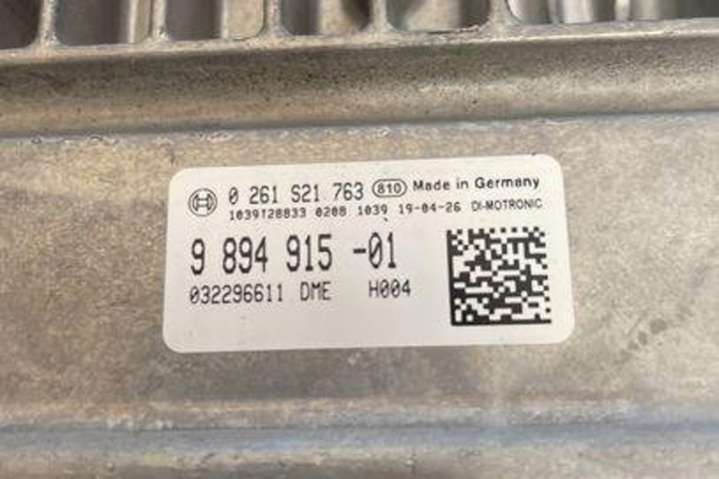 0 261 S21 763 810 Made in Germany
1039T28833 0208 1039 19-04-26 DI-MOTRONIC
9 894 915 -01
032296611 DME H004